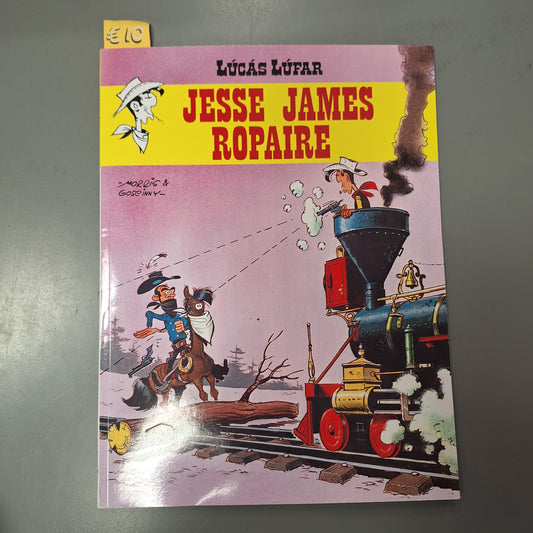 €10
LÚCÁS LÚFAR
JESSE JAMES
ROPAIRE
MORRIS &
GOSCINNY